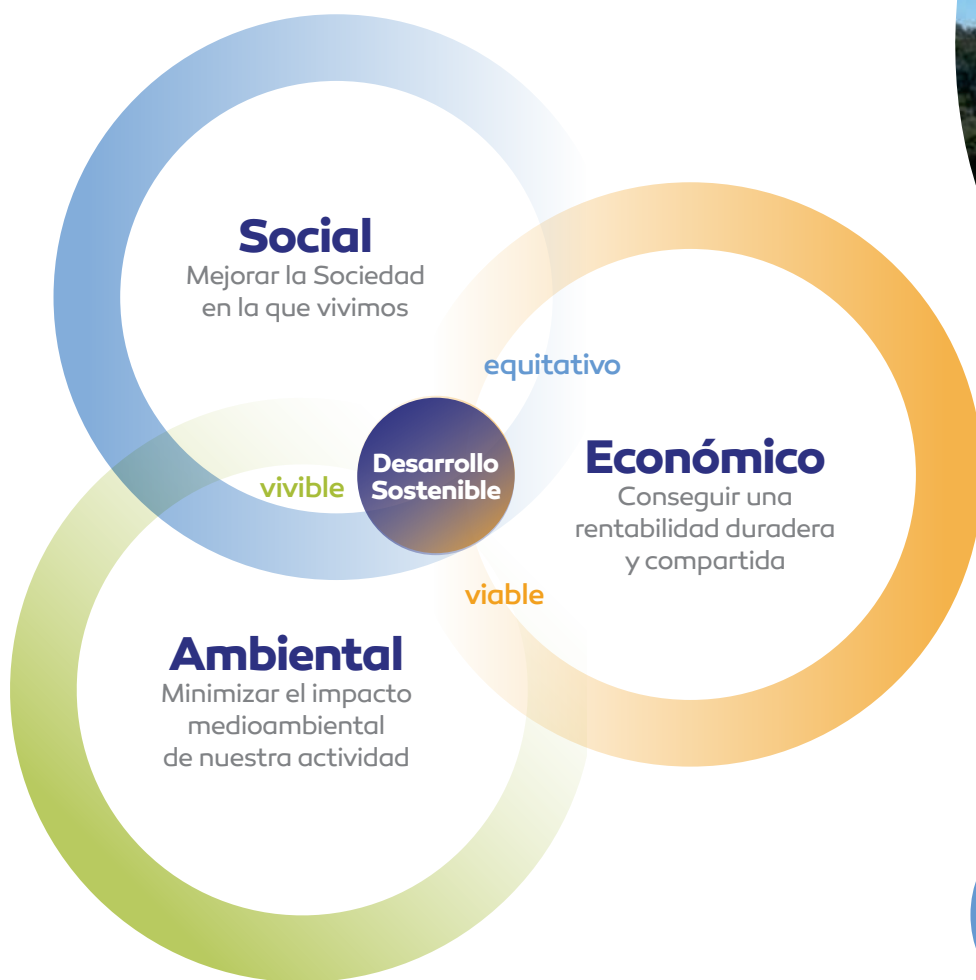 Social
Mejorar la Sociedad
en la que vivimos
equitativo
Económico
Conseguir una
rentabilidad duradera
y compartida
Desarrollo
Sostenible
vivible
viable
Ambiental
Minimizar el impacto
medioambiental
de nuestra actividad